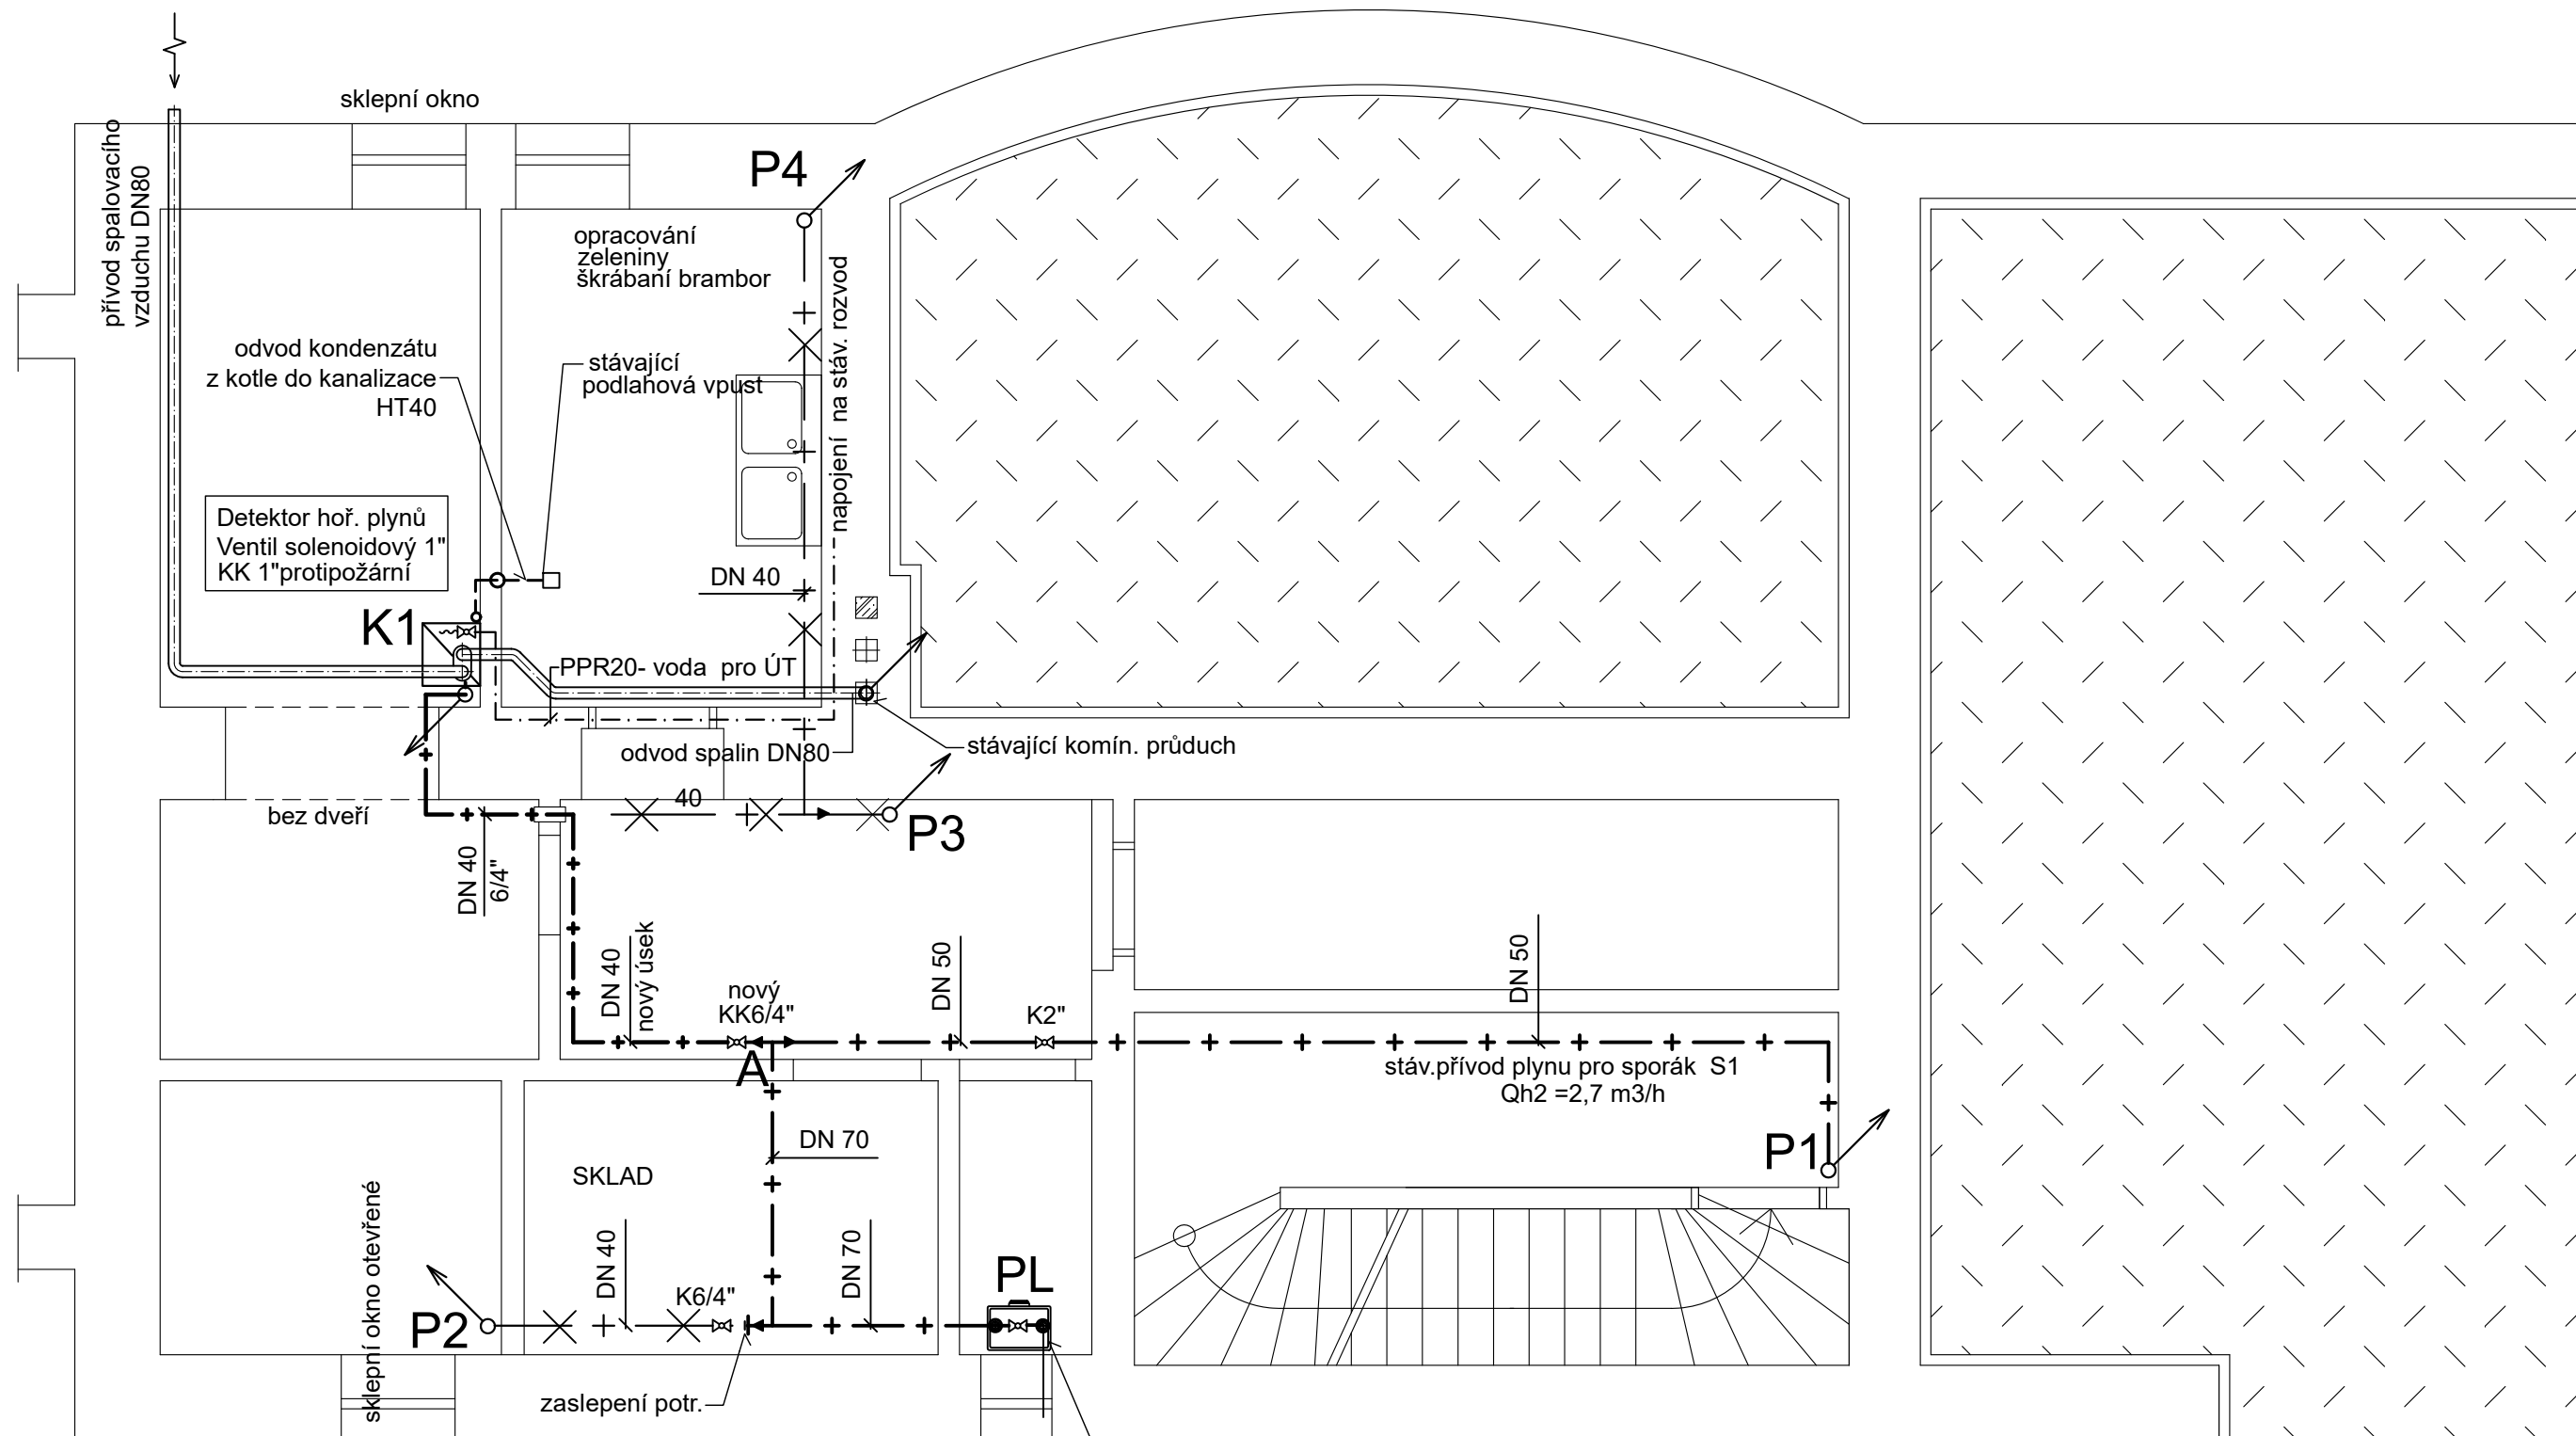 sklepní okno
přívod spalovacího
vzduchu DN80
P4
opracování
zeleniny
škrábaní brambor
napojení na stáv. rozvod
odvod kondenzátu
z kotle do kanalizace
HT40
stávající
podlahová vpust
Detektor hoř. plynů
Ventil solenoidový 1"
KK 1"protipožární
DN 40
K1
PPR20- voda pro ÚT
odvod spalin DN80
stávající komín. průduch
40
bez dveří
P3
DN 40
6/4"
DN 40
nový úsek
nový
KK6/4"
DN 50
K2"
DN 50
A
stáv.přívod plynu pro sporák S1
Qh2 =2,7 m3/h
DN 70
P1
SKLAD
sklepní okno otevřené
DN 40
DN 70
K6/4"
PL
P2
zaslepení potr.